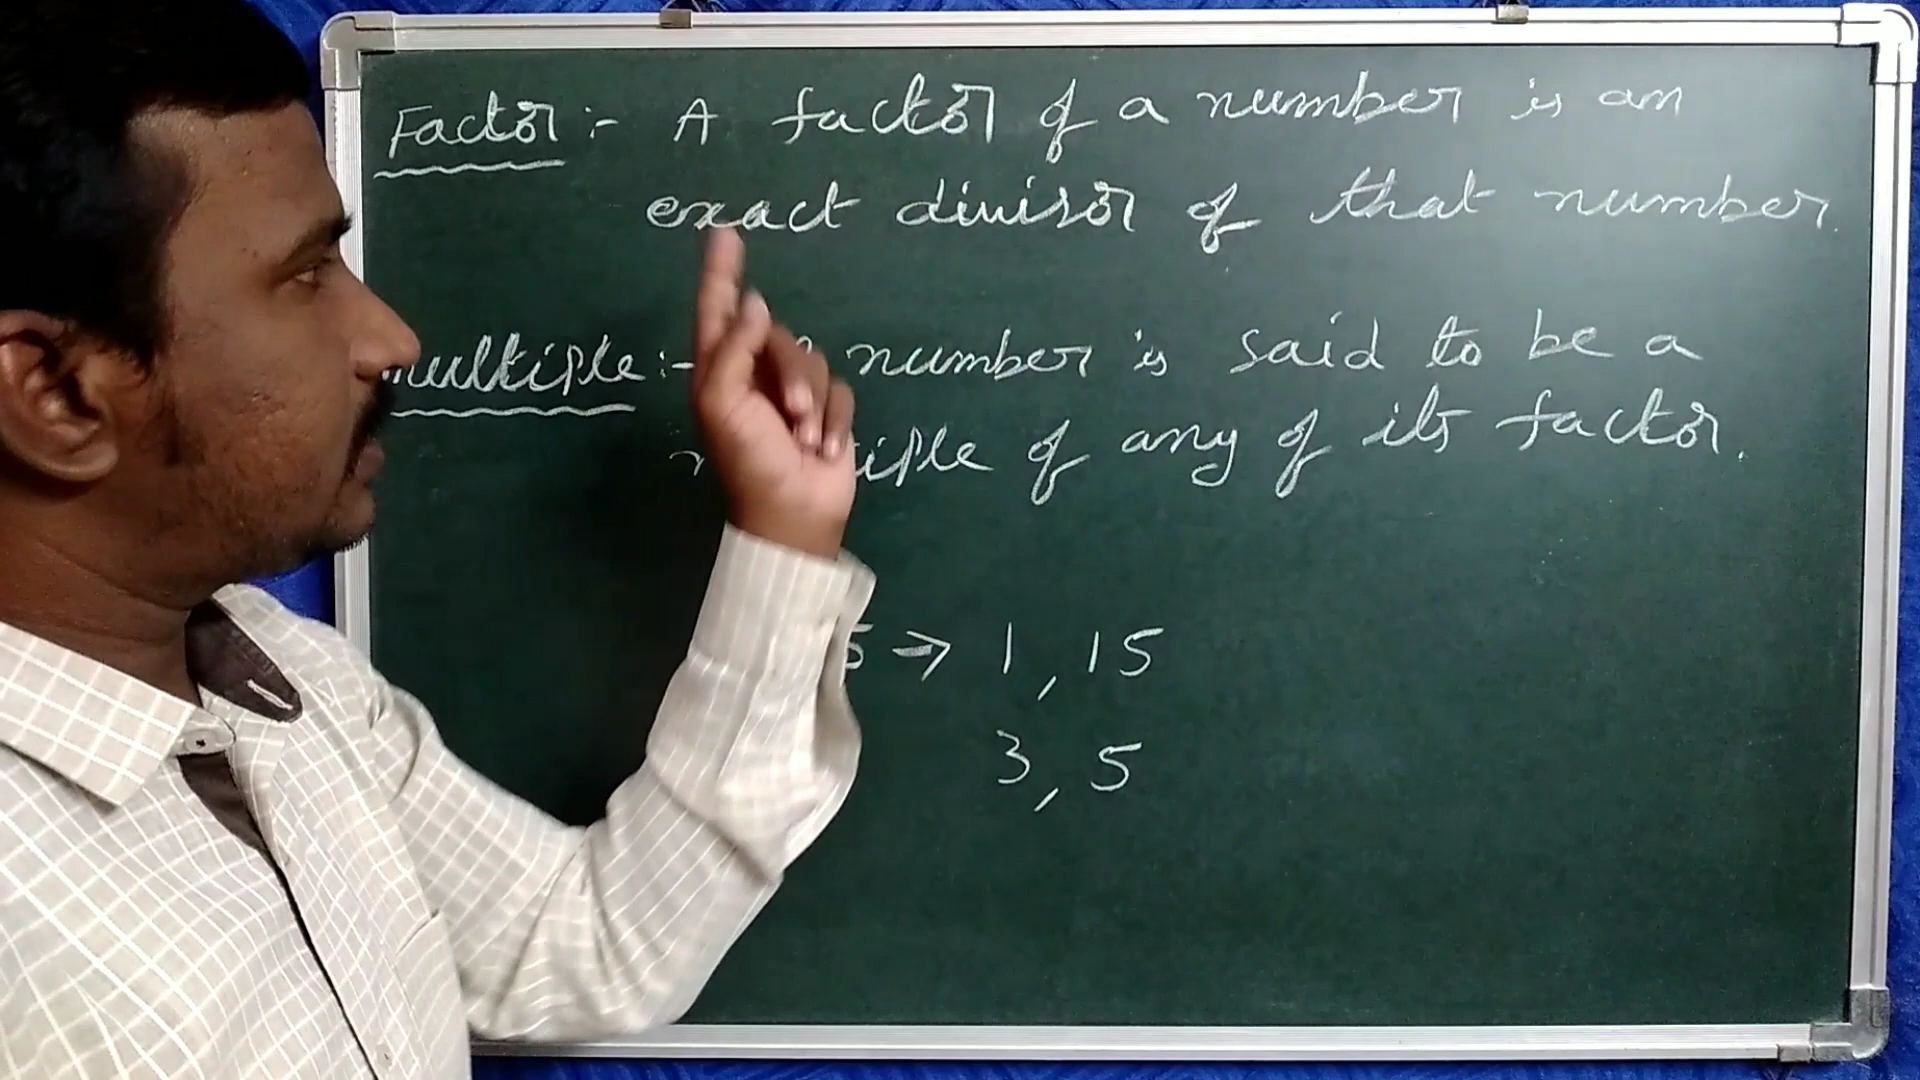 Factor :- A factor of a number is an
exact divisor of that number.
multiple :- number is said to be a
of any of its factor.
5 → 1, 15
3, 5